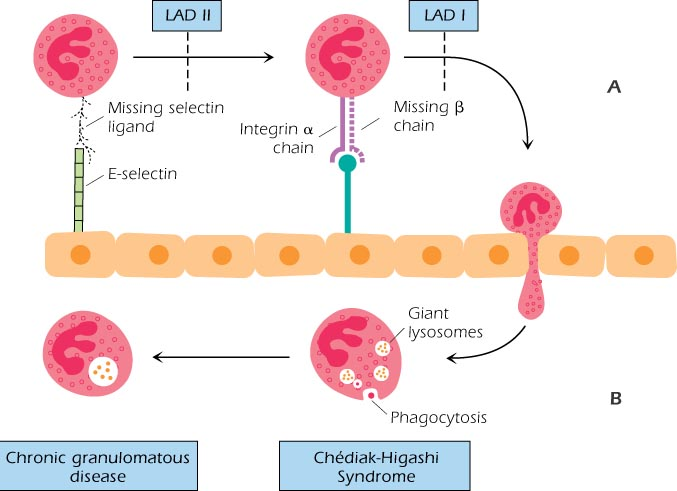 LAD II
LAD I
A
Missing selectin
ligand
Integrin α
chain
Missing β
chain
E-selectin
Giant
lysosomes
B
Phagocytosis
Chronic granulomatous
disease
Chédiak-Higashi
Syndrome